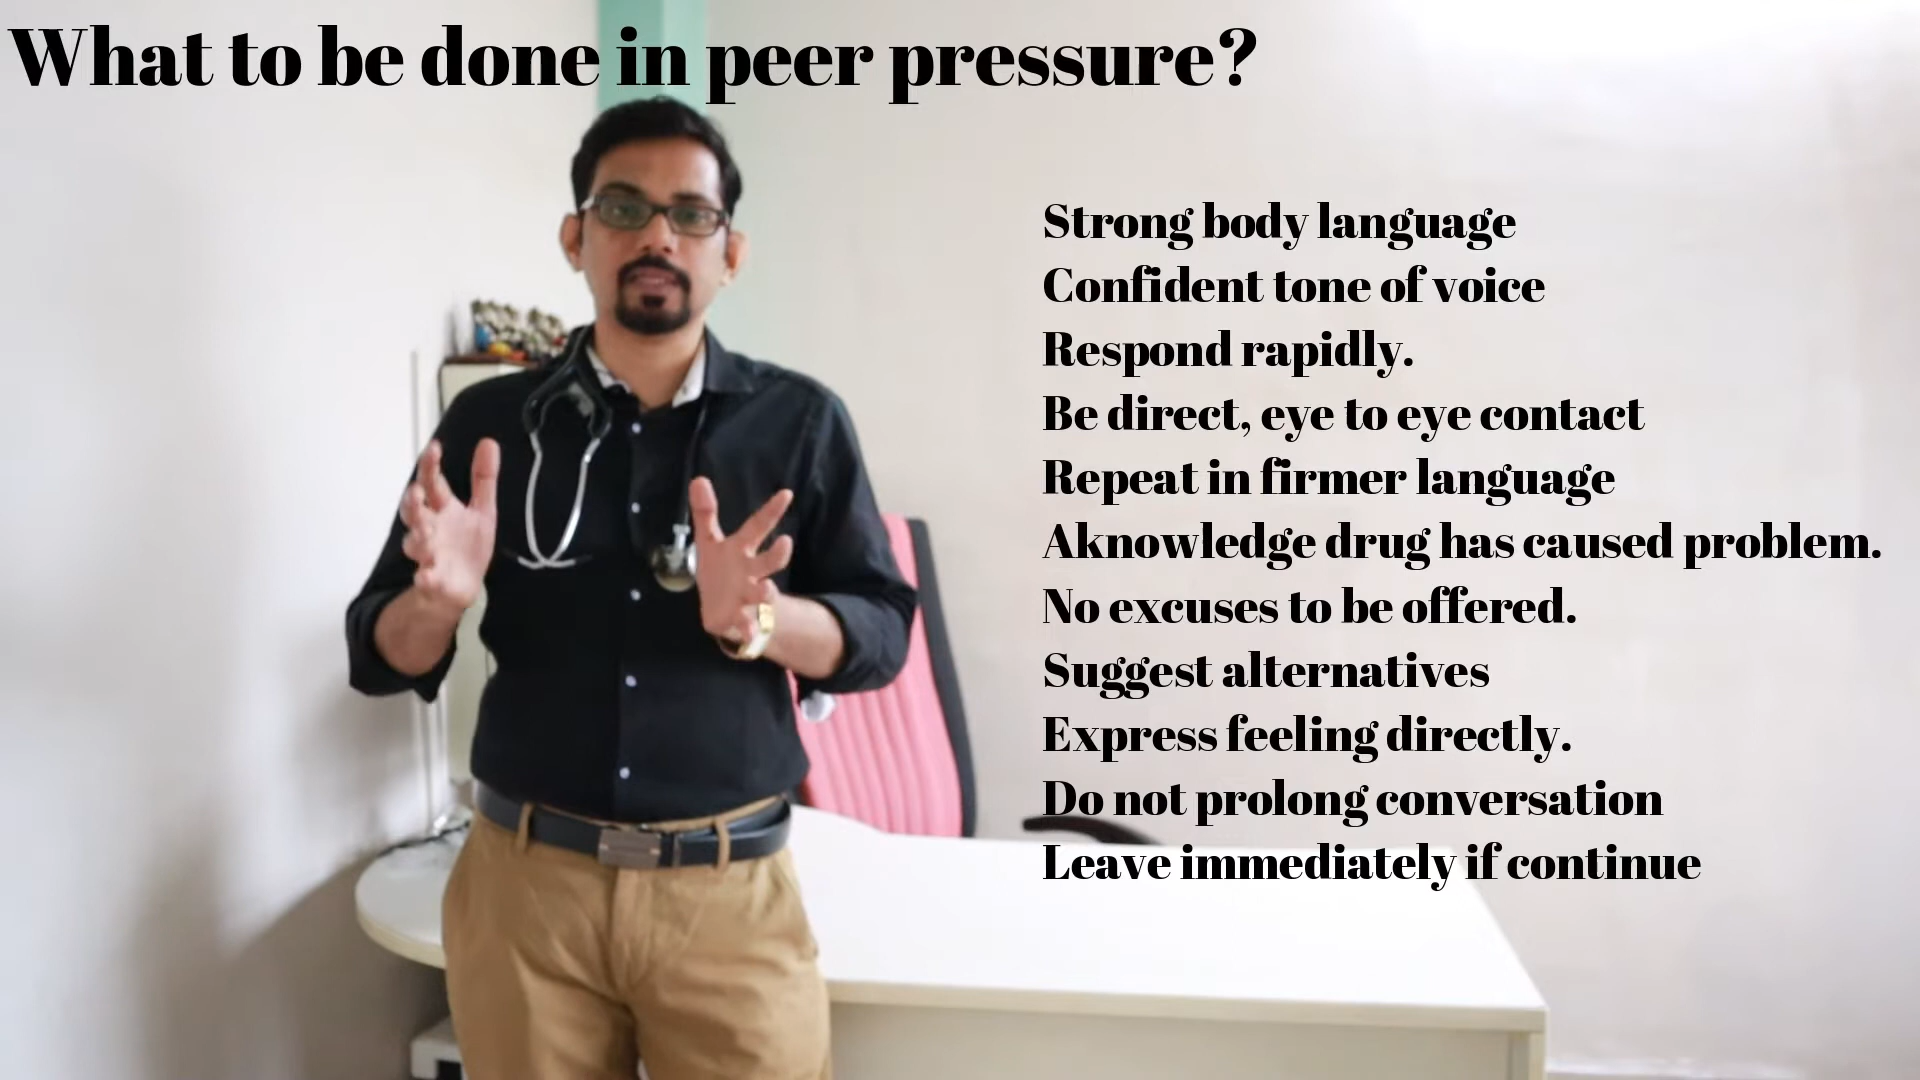 What to be done in peer pressure?
Strong body language
Confident tone of voice
Respond rapidly.
Be direct, eye to eye contact
Repeat in firmer language
Aknowledge drug has caused problem.
No excuses to be offered.
Suggest alternatives
Express feeling directly.
Do not prolong conversation
Leave immediately if continue